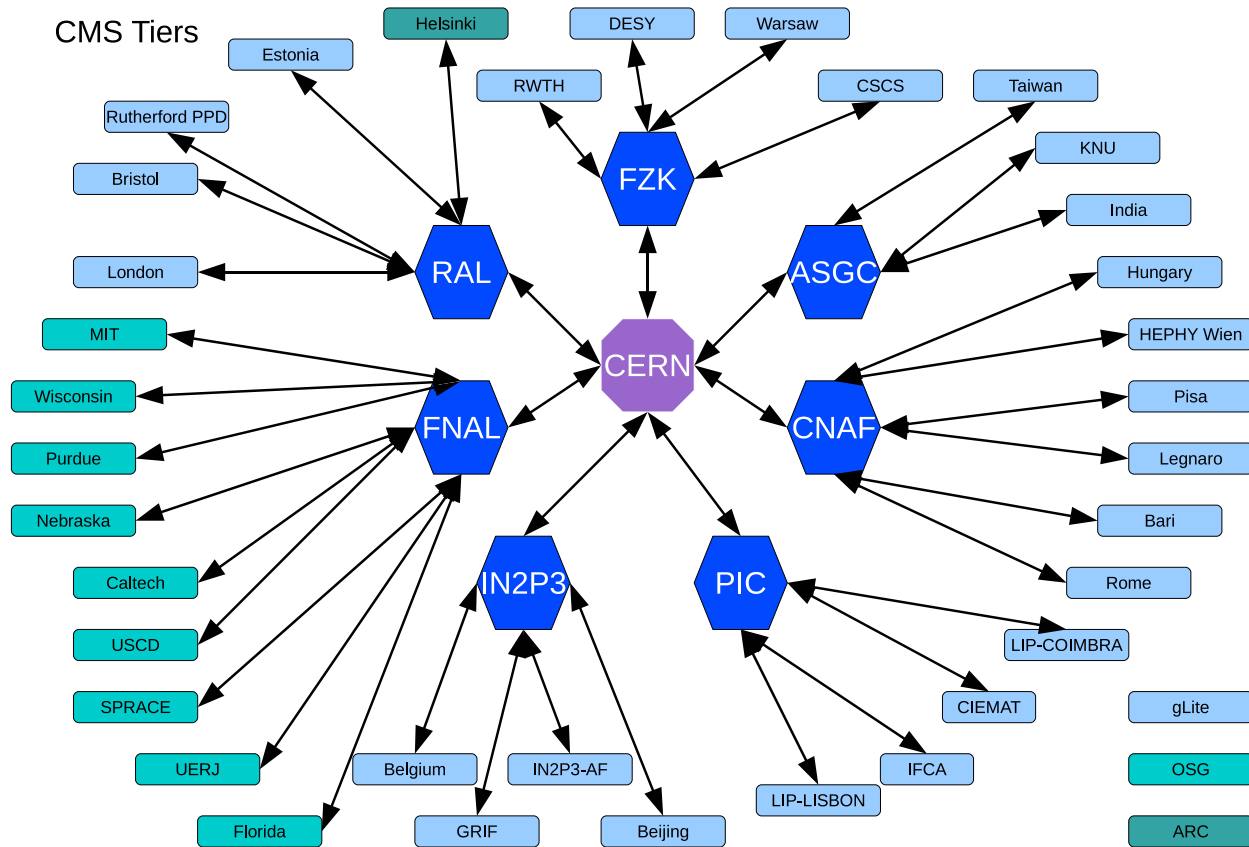 CMS Tiers
Helsinki
DESY
Warsaw
Estonia
RWTH
CSCS
Taiwan
Rutherford PPD
KNU
Bristol
FZK
India
London
RAL
ASGC
Hungary
MIT
HEPHY Wien
CERN
Wisconsin
Pisa
FNAL
CNAF
Purdue
Legnaro
Nebraska
Bari
Caltech
IN2P3
PIC
Rome
USCD
LIP-COIMBRA
SPRACE
CIEMAT
gLite
UERJ
Belgium
IN2P3-AF
IFCA
OSG
LIP-LISBON
Florida
GRIF
Beijing
ARC